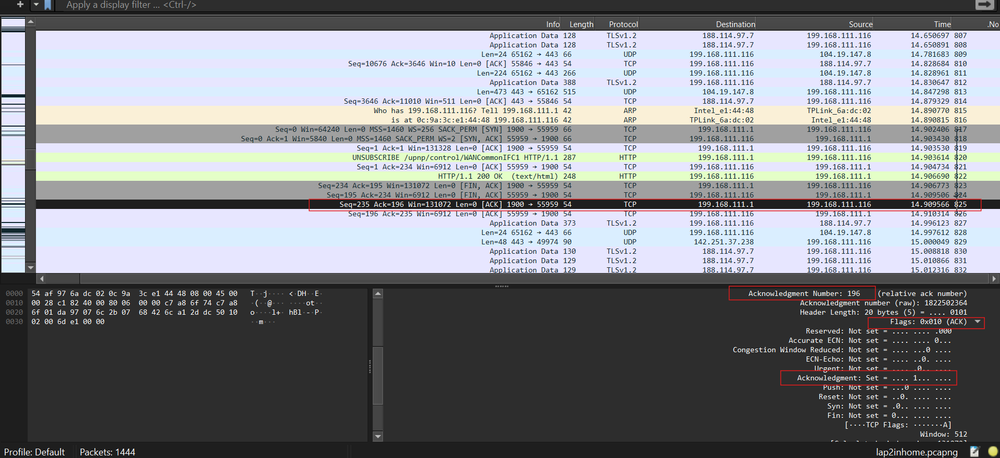 Apply a display filter ... <Ctrl-/>
Info Length Protocol Destination Source Time .No
Application Data 128 TLSv1.2 188.114.97.7 199.168.111.116 14.650697 807
Application Data 128 TLSv1.2 188.114.97.7 199.168.111.116 14.650891 808
Len=24 65162 → 443 66 UDP 199.168.111.116 104.19.147.8 14.781683 809
Seq=10676 Ack=3646 Win=10 Len=0 [ACK] 55846 → 443 54 TCP 199.168.111.116 188.114.97.7 14.828684 810
Len=224 65162 → 443 266 UDP 199.168.111.116 104.19.147.8 14.828961 811
Application Data 388 TLSv1.2 199.168.111.116 188.114.97.7 14.830647 812
Len=473 443 → 65162 515 UDP 104.19.147.8 199.168.111.116 14.847298 813
Seq=3646 Ack=11010 Win=511 Len=0 [ACK] 443 → 55846 54 TCP 188.114.97.7 199.168.111.116 14.879329 814
Who has 199.168.111.116? Tell 199.168.111.1 42 ARP Intel_e1:44:48 TPLink_6a:dc:02 14.890770 815
is at 0c:9a:3c:e1:44:48 199.168.111.116 42 ARP TPLink_6a:dc:02 Intel_e1:44:48 14.890815 816
Seq=0 Win=64240 Len=0 MSS=1460 WS=256 SACK_PERM [SYN] 1900 → 55959 66 TCP 199.168.111.1 199.168.111.116 14.902406 817
Seq=0 Ack=1 Win=5840 Len=0 MSS=1460 SACK_PERM WS=2 [SYN, ACK] 55959 → 1900 66 TCP 199.168.111.116 199.168.111.1 14.903430 818
Seq=1 Ack=1 Win=131328 Len=0 [ACK] 1900 → 55959 54 TCP 199.168.111.1 199.168.111.116 14.903530 819
UNSUBSCRIBE /upnp/control/WANCommonIFC1 HTTP/1.1 287 HTTP 199.168.111.1 199.168.111.116 14.903614 820
Seq=1 Ack=234 Win=6912 Len=0 [ACK] 55959 → 1900 54 TCP 199.168.111.116 199.168.111.1 14.904734 821
HTTP/1.1 200 OK (text/html) 248 HTTP 199.168.111.116 199.168.111.1 14.906690 822
Seq=234 Ack=195 Win=131072 Len=0 [FIN, ACK] 1900 → 55959 54 TCP 199.168.111.1 199.168.111.116 14.906773 823
Seq=195 Ack=234 Win=6912 Len=0 [FIN, ACK] 55959 → 1900 54 TCP 199.168.111.116 199.168.111.1 14.909506 824
Seq=235 Ack=196 Win=131072 Len=0 [ACK] 1900 → 55959 54 TCP 199.168.111.1 199.168.111.116 14.909566 825
Seq=196 Ack=235 Win=6912 Len=0 [ACK] 55959 → 1900 54 TCP 199.168.111.116 199.168.111.1 14.910314 826
Application Data 373 TLSv1.2 199.168.111.116 188.114.97.7 14.996123 827
Len=24 65162 → 443 66 UDP 199.168.111.116 104.19.147.8 14.997612 828
Len=48 443 → 49974 90 UDP 142.251.37.238 199.168.111.116 15.000049 829
Application Data 130 TLSv1.2 188.114.97.7 199.168.111.116 15.008818 830
Application Data 129 TLSv1.2 188.114.97.7 199.168.111.116 15.010866 831
Application Data 129 TLSv1.2 188.114.97.7 199.168.111.116 15.012316 832
0000 54 af 97 6a dc 02 0c 9a 3c e1 44 48 08 00 45 00 T··j···· <·DH··E·
0010 00 28 c1 82 40 00 80 06 00 00 c7 a8 6f 74 c7 a8 ·(··@··· ····ot··
0020 6f 01 da 97 07 6c 2b 07 68 42 6c a1 2d dc 50 10 o····l+· hBl·-·P·
0030 02 00 6d e1 00 00 ··m···
Acknowledgment Number: 196 (relative ack number)
Acknowledgment number (raw): 1822502364
Header Length: 20 bytes (5) = .... 0101
Flags: 0x010 (ACK)
Reserved: Not set = .... .... .000
Accurate ECN: Not set = .... .... 0...
Congestion Window Reduced: Not set = .... ...0 ....
ECN-Echo: Not set = .... ..0. ....
Urgent: Not set = .... .0.. ....
Acknowledgment: Set = .... 1... ....
Push: Not set = ...0 .... ....
Reset: Not set = ..0. .... ....
Syn: Not set = .0.. .... ....
Fin: Not set = 0... .... ....
[····TCP Flags: ·······A]
Window: 512
Profile: Default Packets: 1444 lap2inhome.pcapng